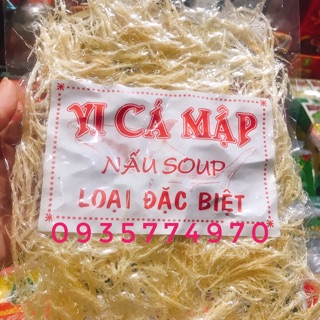 VI CÁ MẬP
NẤU SOUP
LOẠI ĐẶC BIỆT
0935774970